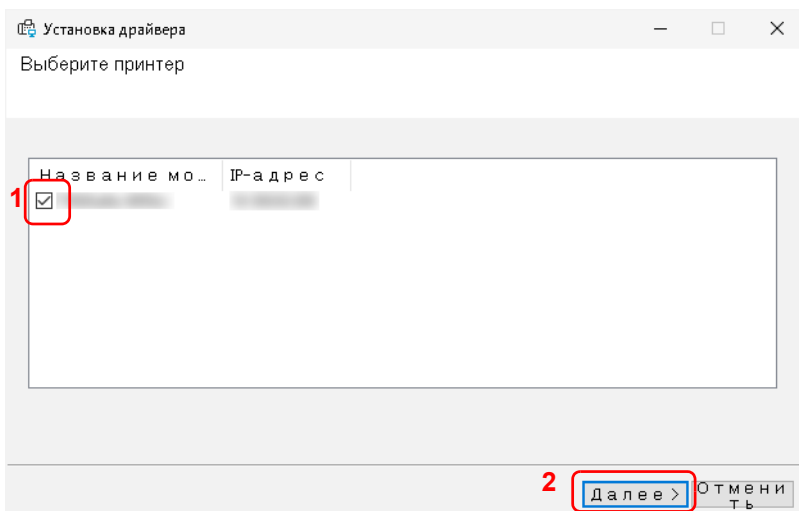 Установка драйвера
Выберите принтер
Название мо… IP-адрес
1
2
Далее >
Отмени
ть